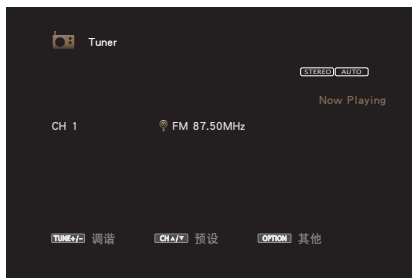 Tuner
STEREO AUTO
Now Playing
CH 1 FM 87.50MHz
TUNE+/- 调谐 CH▲/▼ 预设 OPTION 其他